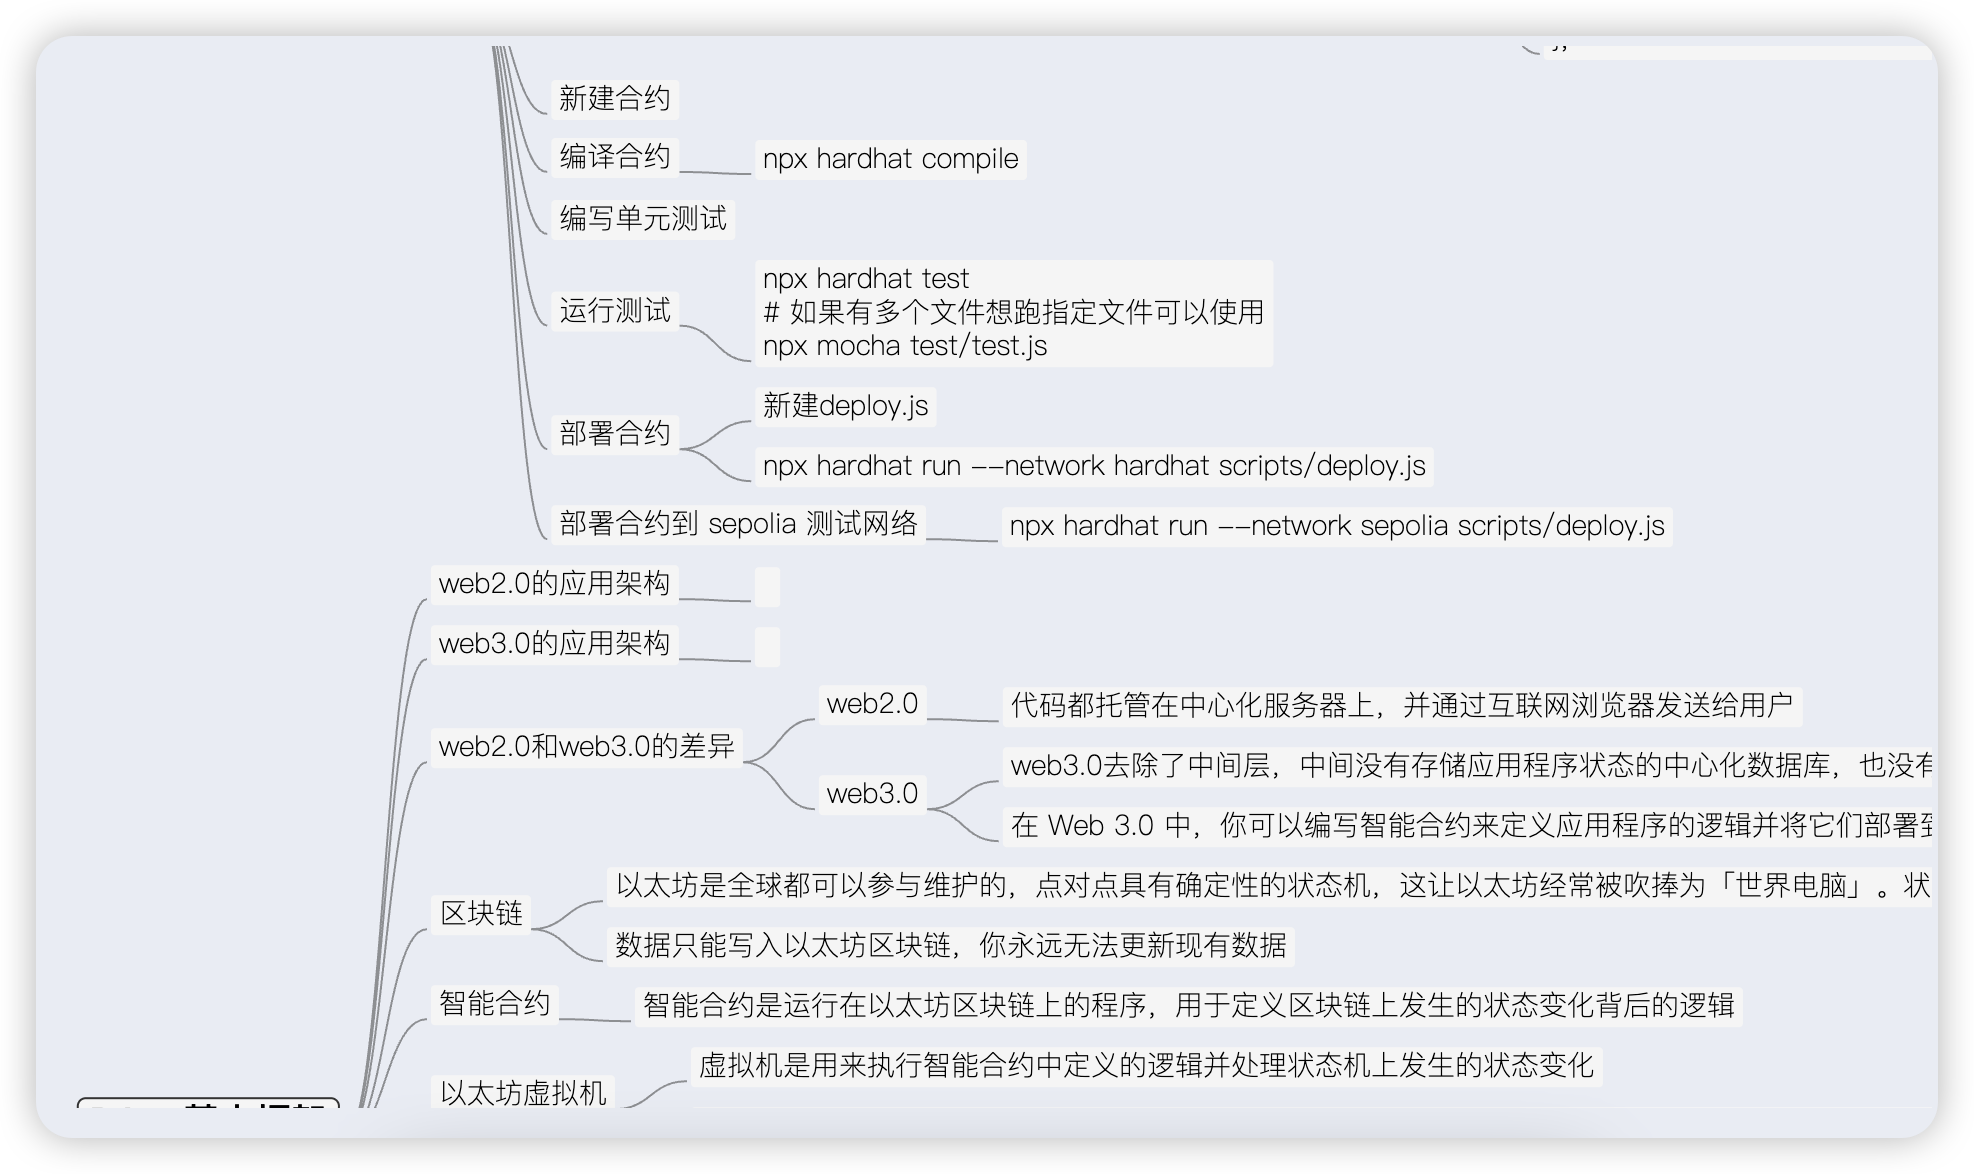 新建合约
编译合约
npx hardhat compile
编写单元测试
运行测试
npx hardhat test
# 如果有多个文件想跑指定文件可以使用
npx mocha test/test.js
部署合约
新建deploy.js
npx hardhat run --network hardhat scripts/deploy.js
部署合约到 sepolia 测试网络
npx hardhat run --network sepolia scripts/deploy.js
web2.0的应用架构
web3.0的应用架构
web2.0和web3.0的差异
web2.0
代码都托管在中心化服务器上，并通过互联网浏览器发送给用户
web3.0
web3.0去除了中间层，中间没有存储应用程序状态的中心化数据库，也没有
在 Web 3.0 中，你可以编写智能合约来定义应用程序的逻辑并将它们部署到
区块链
以太坊是全球都可以参与维护的，点对点具有确定性的状态机，这让以太坊经常被吹捧为「世界电脑」。状
数据只能写入以太坊区块链，你永远无法更新现有数据
智能合约
智能合约是运行在以太坊区块链上的程序，用于定义区块链上发生的状态变化背后的逻辑
以太坊虚拟机
虚拟机是用来执行智能合约中定义的逻辑并处理状态机上发生的状态变化